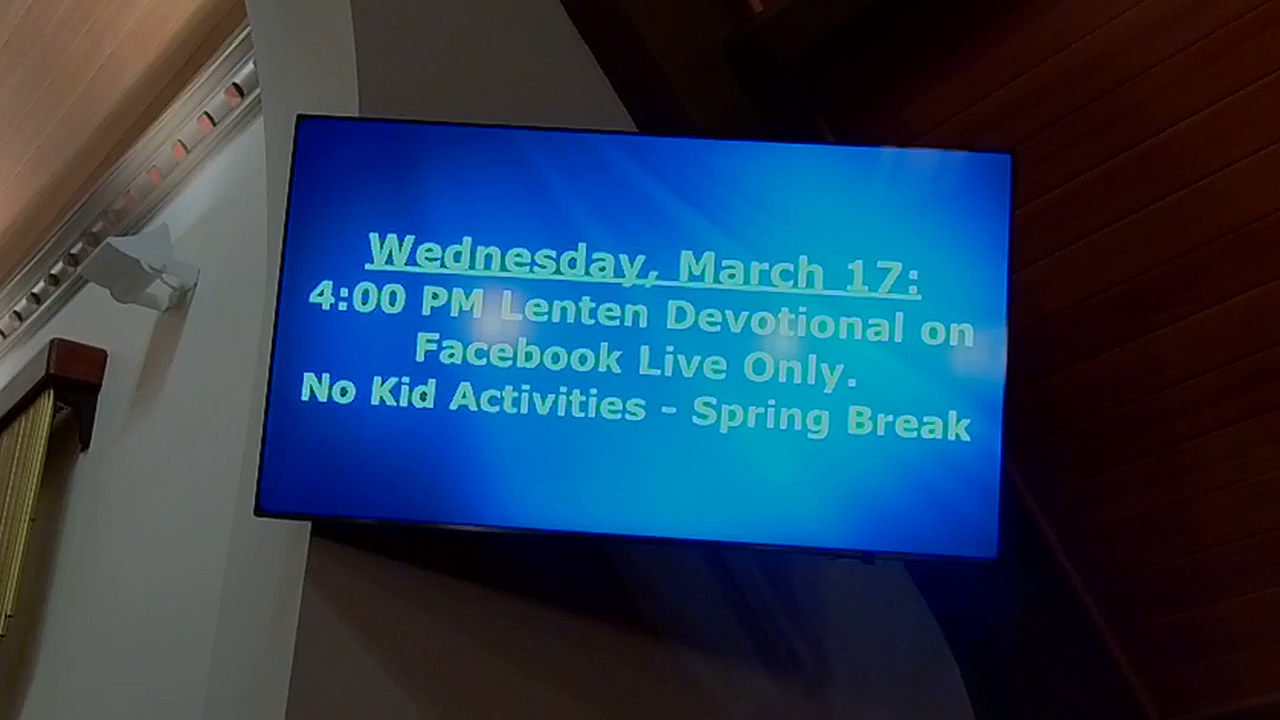 Wednesday, March 17:
4:00 PM Lenten Devotional on
Facebook Live Only.
No Kid Activities - Spring Break